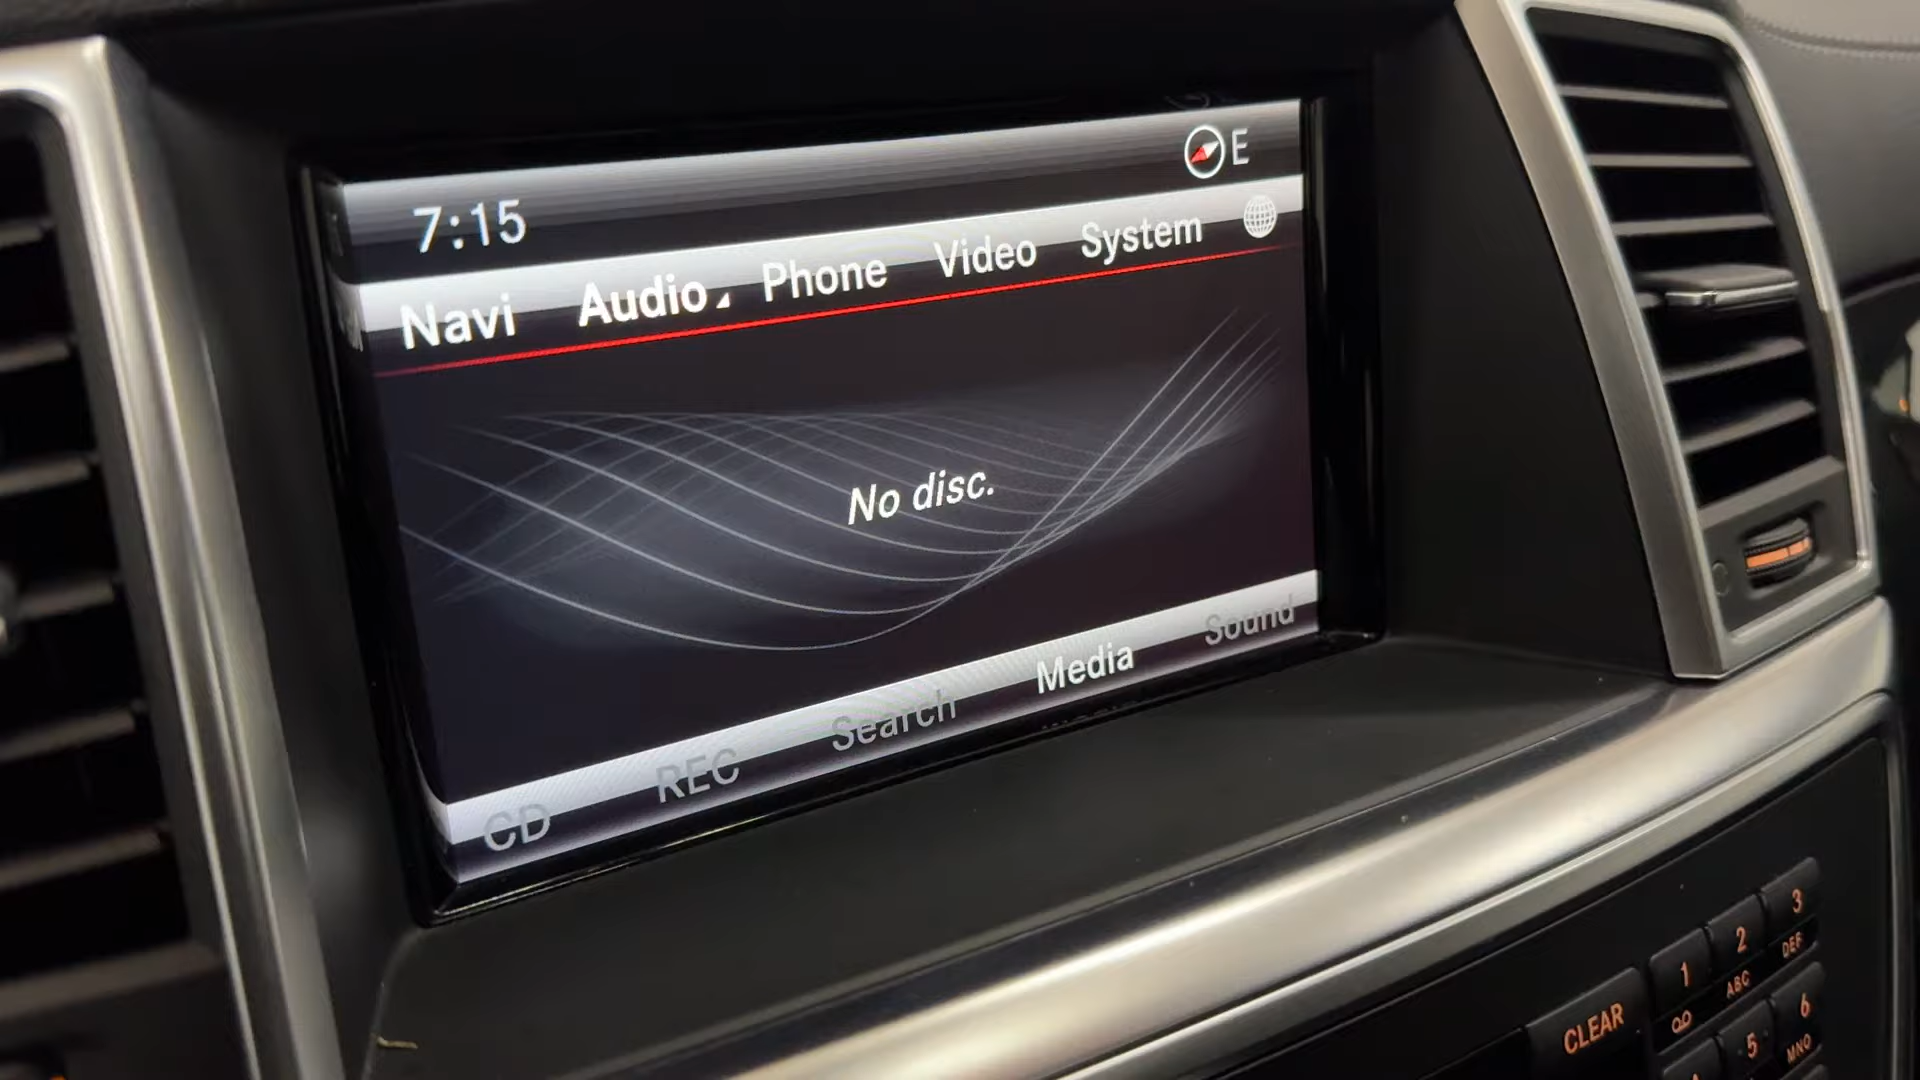 E
7:15
Navi Audio Phone Video System
No disc.
CD REC Search Media Sound
1 2 ABC 3 DEF
CLEAR 5 6 MNO